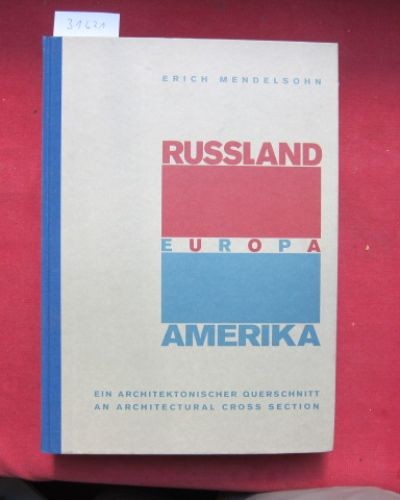 31621
ERICH MENDELSOHN
RUSSLAND
EUROPA
AMERIKA
EIN ARCHITEKTONISCHER QUERSCHNITT
AN ARCHITECTURAL CROSS SECTION